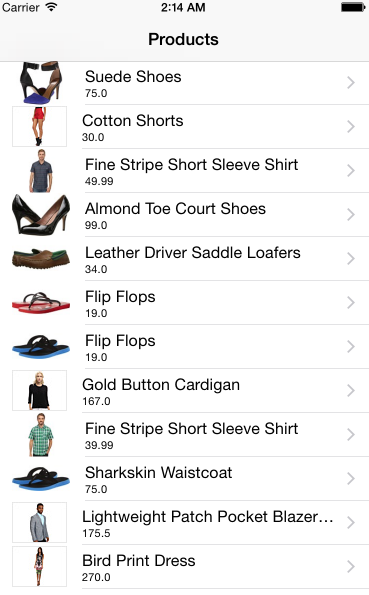 Carrier 2:14 AM
Products
Suede Shoes
75.0
Cotton Shorts
30.0
Fine Stripe Short Sleeve Shirt
49.99
Almond Toe Court Shoes
99.0
Leather Driver Saddle Loafers
34.0
Flip Flops
19.0
Flip Flops
19.0
Gold Button Cardigan
167.0
Fine Stripe Short Sleeve Shirt
39.99
Sharkskin Waistcoat
75.0
Lightweight Patch Pocket Blazer…
175.5
Bird Print Dress
270.0